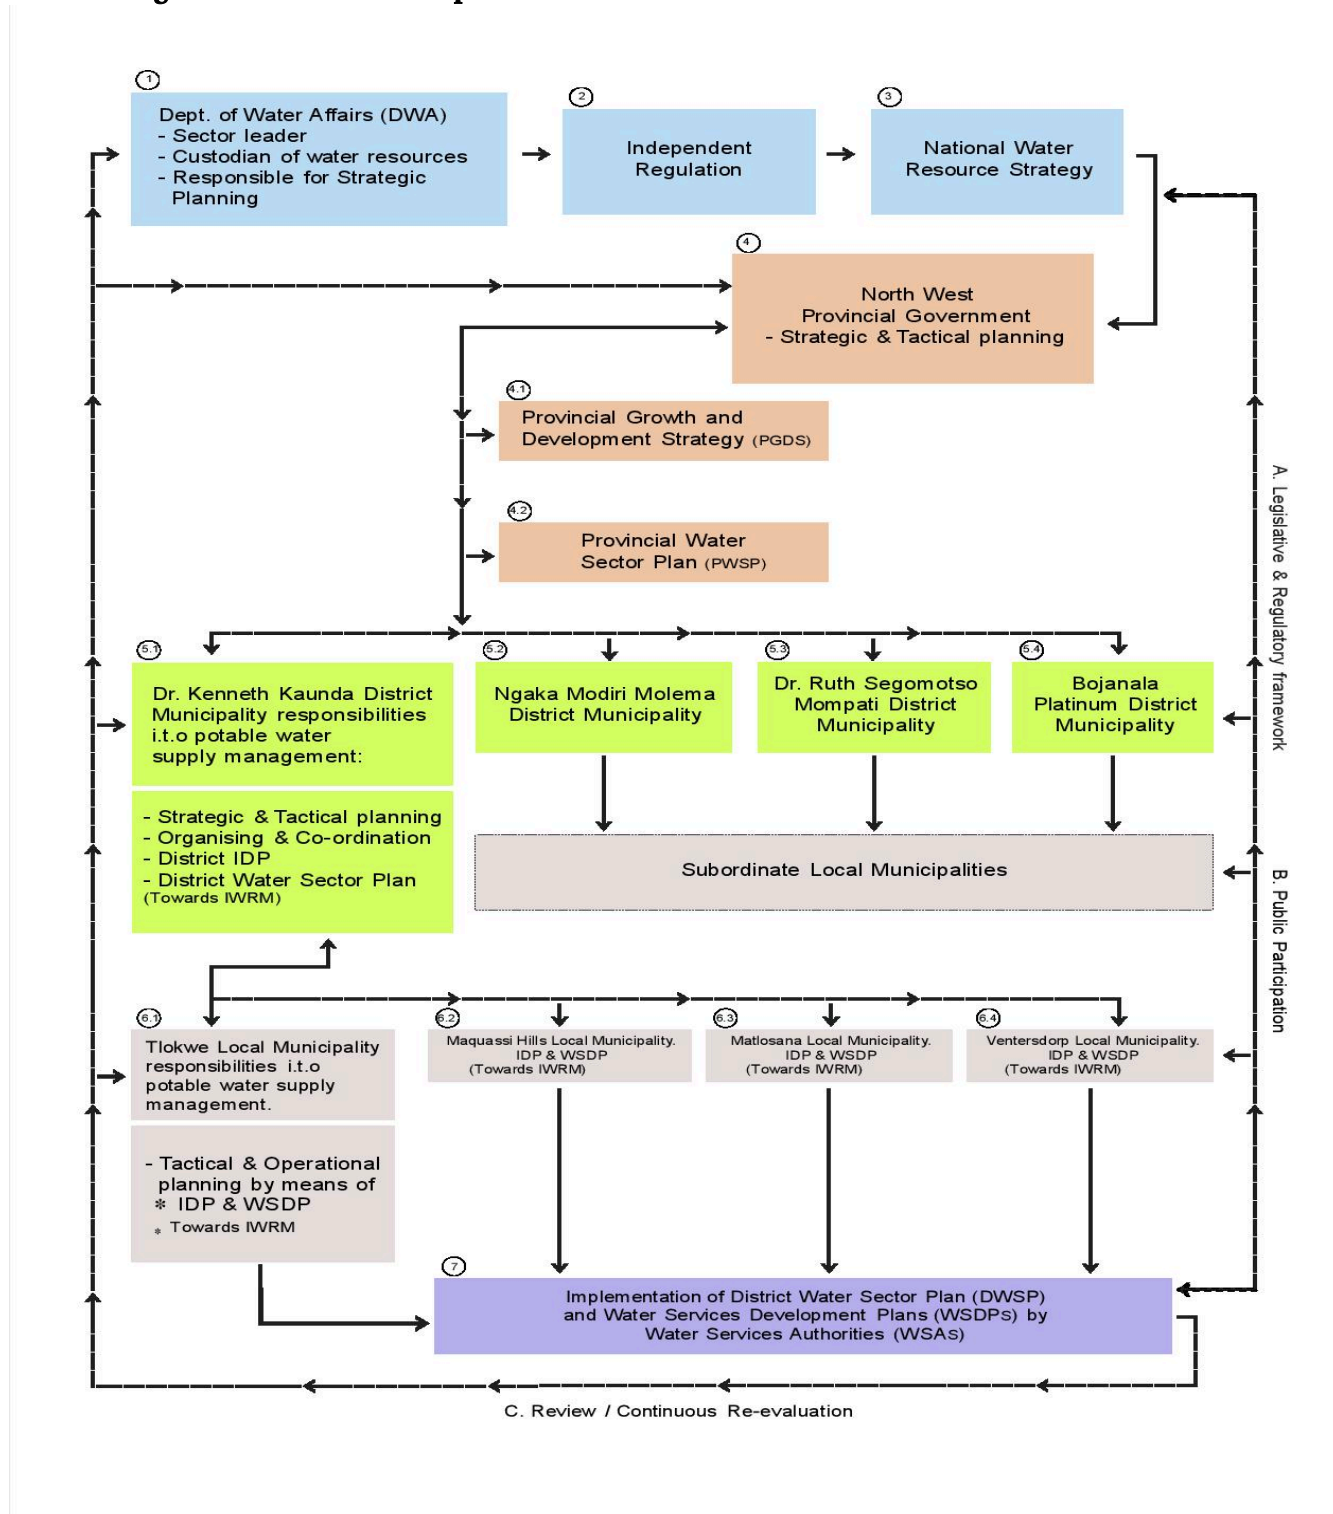 1
Dept. of Water Affairs (DWA)
- Sector leader
- Custodian of water resources
- Responsible for Strategic
Planning
2
Independent
Regulation
3
National Water
Resource Strategy
4
North West
Provincial Government
- Strategic & Tactical planning
4.1
Provincial Growth and
Development Strategy (PGDS)
4.2
Provincial Water
Sector Plan (PWSP)
5.1
Dr. Kenneth Kaunda District
Municipality responsibilities
i.t.o potable water
supply management:
- Strategic & Tactical planning
- Organising & Co-ordination
- District IDP
- District Water Sector Plan
(Towards IWRM)
5.2
Ngaka Modiri Molema
District Municipality
5.3
Dr. Ruth Segomotso
Mompati District
Municipality
5.4
Bojanala
Platinum District
Municipality
Subordinate Local Municipalities
6.1
Tlokwe Local Municipality
responsibilities i.t.o
potable water supply
management.
- Tactical & Operational
planning by means of
* IDP & WSDP
* Towards IWRM
6.2
Maquassi Hills Local Municipality.
IDP & WSDP
(Towards IWRM)
6.3
Matlosana Local Municipality.
IDP & WSDP
(Towards IWRM)
6.4
Ventersdorp Local Municipality.
IDP & WSDP
(Towards IWRM)
7
Implementation of District Water Sector Plan (DWSP)
and Water Services Development Plans (WSDPs) by
Water Services Authorities (WSAs)
A. Legislative & Regulatory framework
B. Public Participation
C. Review / Continuous Re-evaluation